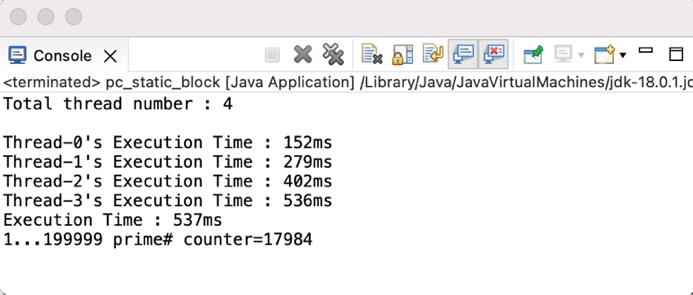 Console
<terminated> pc_static_block [Java Application] /Library/Java/JavaVirtualMachines/jdk-18.0.1.jd
Total thread number : 4
Thread-0's Execution Time : 152ms
Thread-1's Execution Time : 279ms
Thread-2's Execution Time : 402ms
Thread-3's Execution Time : 536ms
Execution Time : 537ms
1...199999 prime# counter=17984